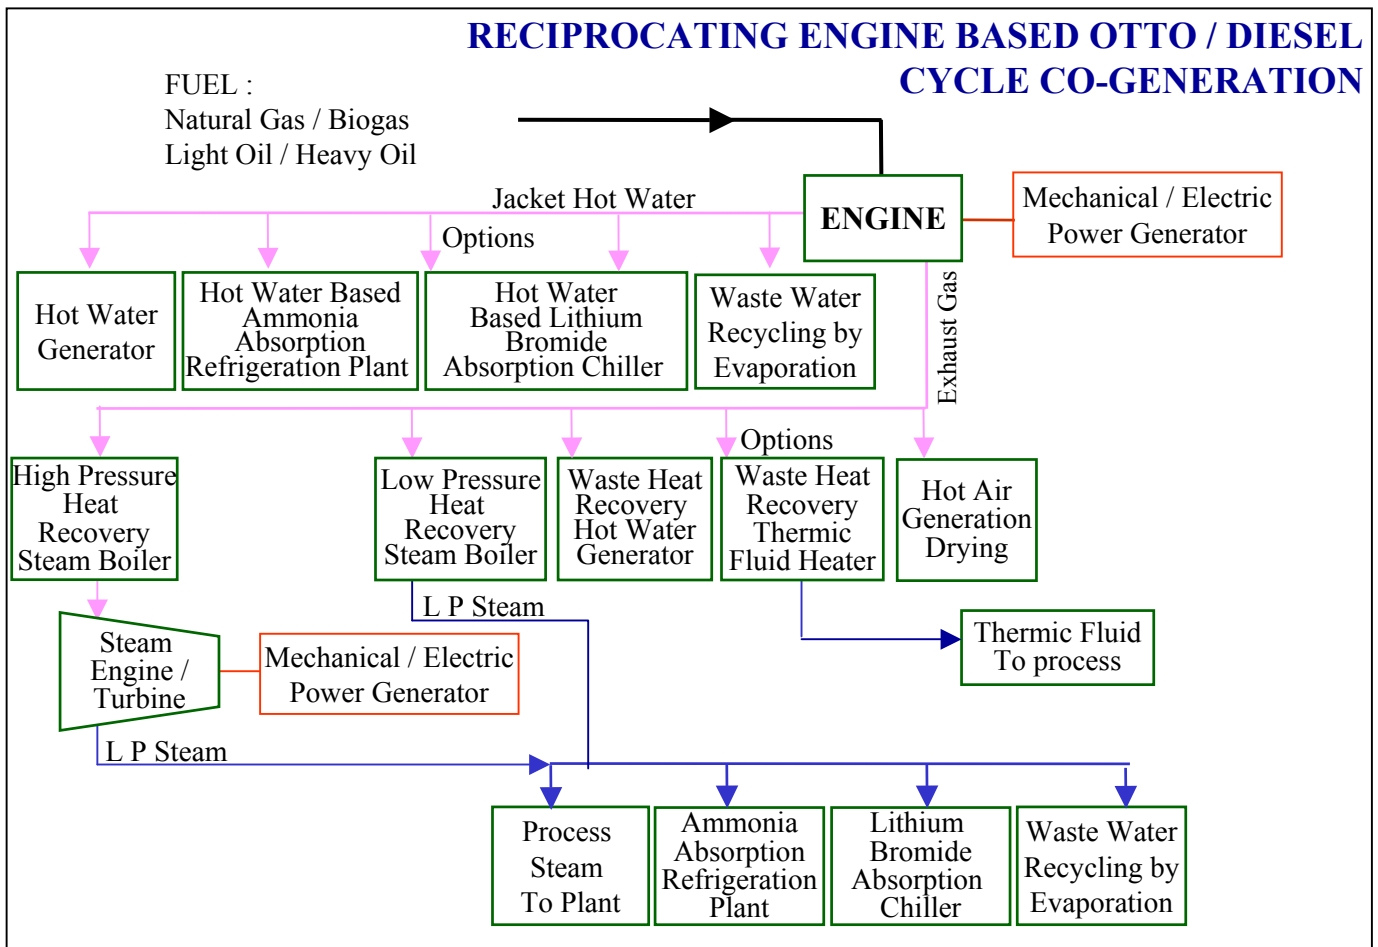 RECIPROCATING ENGINE BASED OTTO / DIESEL
CYCLE CO-GENERATION
FUEL :
Natural Gas / Biogas
Light Oil / Heavy Oil
Jacket Hot Water
ENGINE
Mechanical / Electric
Power Generator
Options
Exhaust Gas
Hot Water
Generator
Hot Water Based
Ammonia
Absorption
Refrigeration Plant
Hot Water
Based Lithium
Bromide
Absorption Chiller
Waste Water
Recycling by
Evaporation
Options
High Pressure
Heat
Recovery
Steam Boiler
Low Pressure
Heat
Recovery
Steam Boiler
Waste Heat
Recovery
Hot Water
Generator
Waste Heat
Recovery
Thermic
Fluid Heater
Hot Air
Generation
Drying
L P Steam
Steam
Engine /
Turbine
Mechanical / Electric
Power Generator
Thermic Fluid
To process
L P Steam
Process
Steam
To Plant
Ammonia
Absorption
Refrigeration
Plant
Lithium
Bromide
Absorption
Chiller
Waste Water
Recycling by
Evaporation